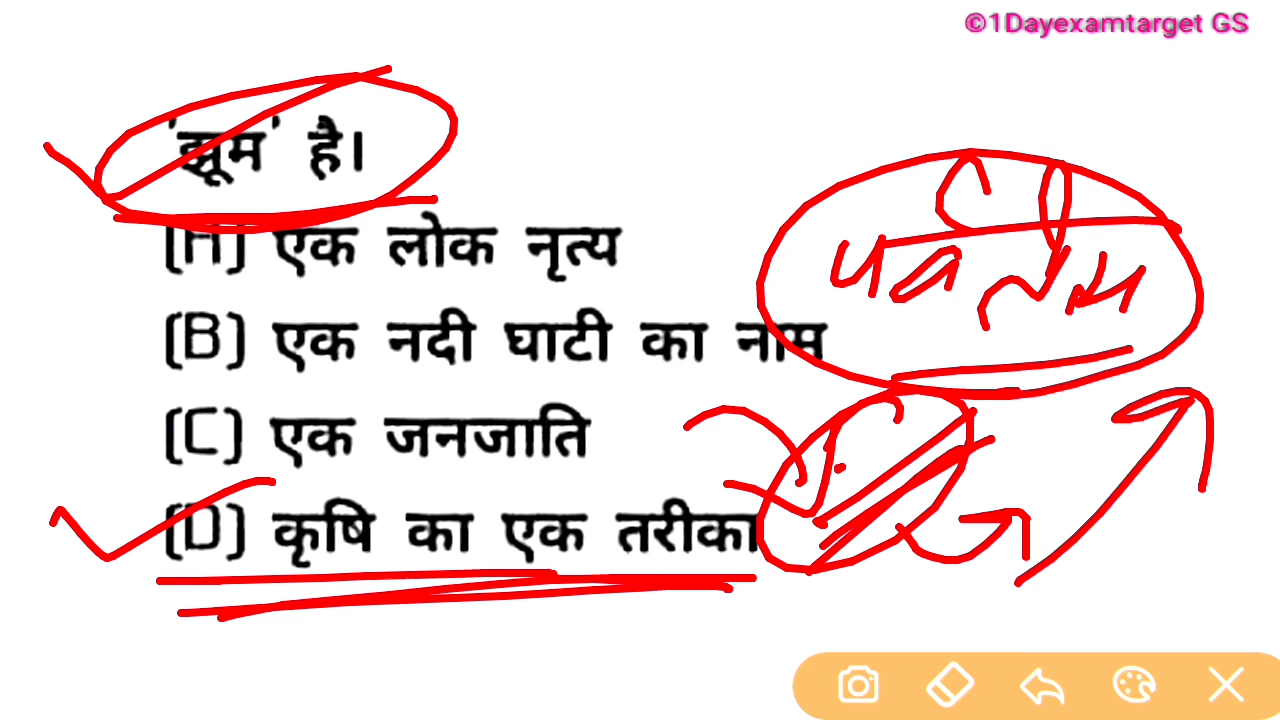 ©1Dayexamtarget GS
'झूम' है।
(A) एक लोक नृत्य
(B) एक नदी घाटी का नाम
(C) एक जनजाति
(D) कृषि का एक तरीका